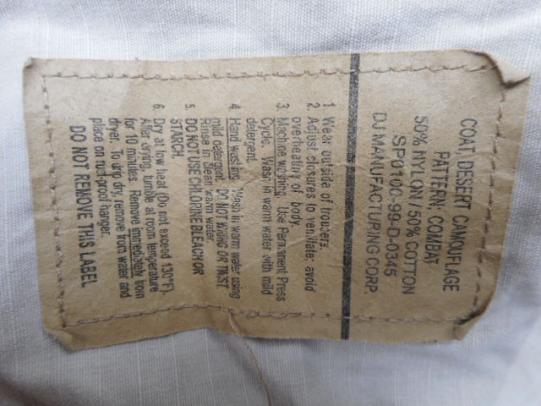 COAT DESERT CAMOUFLAGE
PATTERN: COMBAT
50% NYLON / 50% COTTON
SPO100-99-D-0345
DJ MANUFACTURING CORP
1 Wear outside of trousers
2. Adjust closures to ventilate; avoid
overheating of body.
3. Machine washing: Use Permanent Press
Cycle. Wash in warm water with mild
detergent.
4. Hand washing: Wash in warm water using
mild detergent. DO NOT WRING OR TWIST.
Rinse in clean warm water.
5. DO NOT USE CHLORINE BLEACH OR
STARCH.
6. Dry at low heat (Do not exceed 130°F).
After drying, tumble at room temperature
for 10 minutes. Remove immediately from
dryer. To drip dry, remove from water and
place on rust-proof hanger.
DO NOT REMOVE THIS LABEL